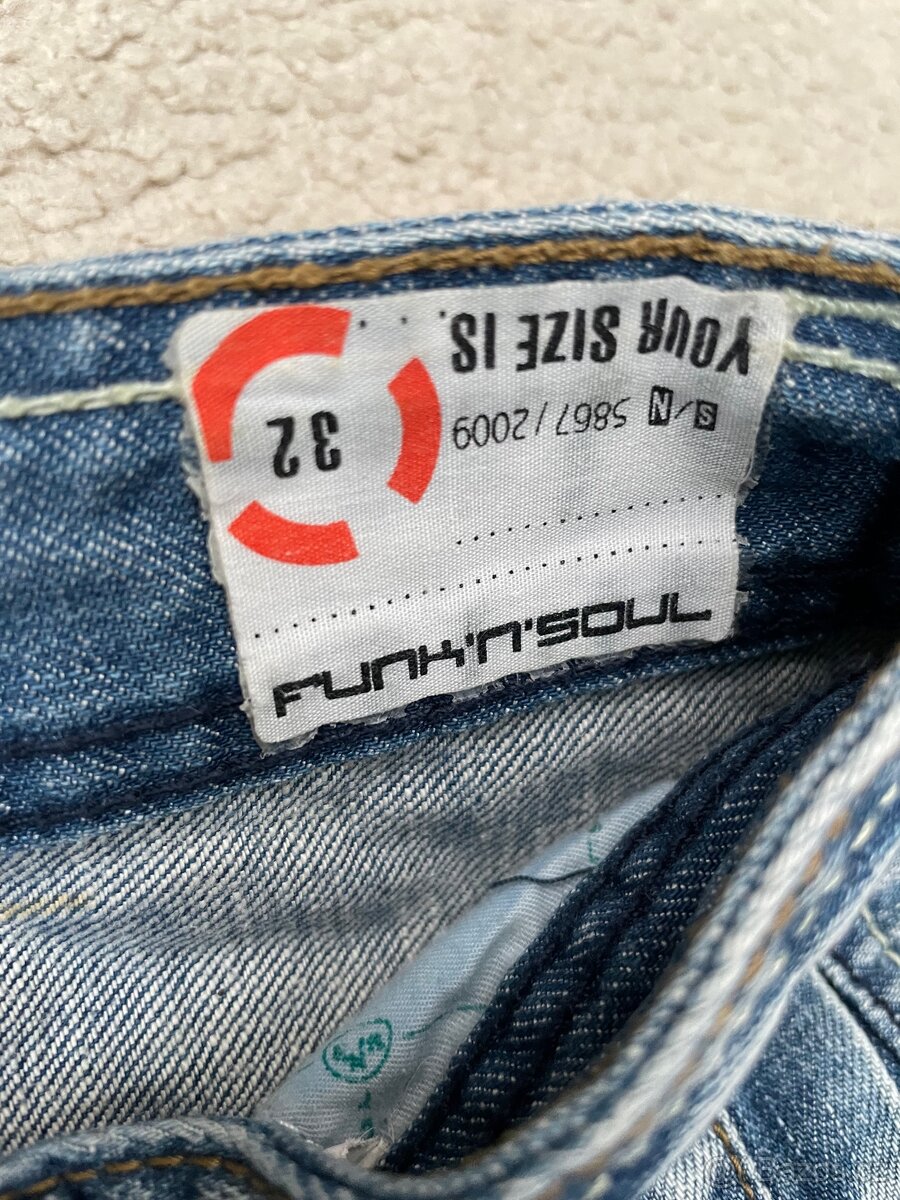 YOUR SIZE IS....
S/N 5867/2009
32
FUNK'N'SOUL